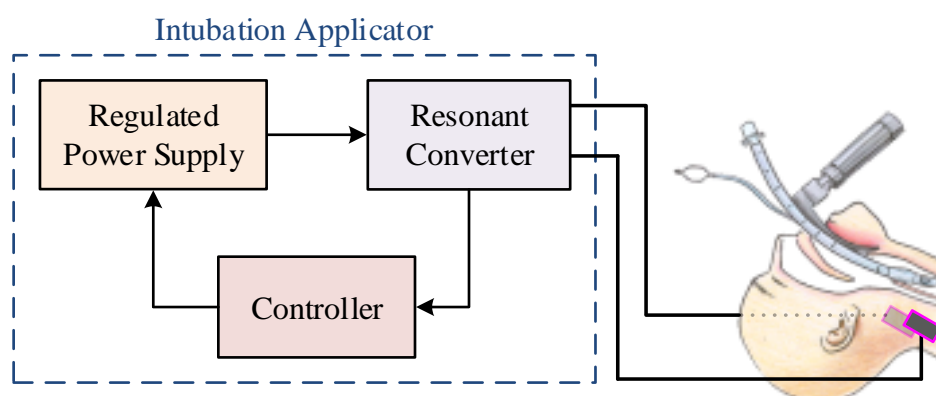 Intubation Applicator
Regulated
Power Supply
Resonant
Converter
Controller